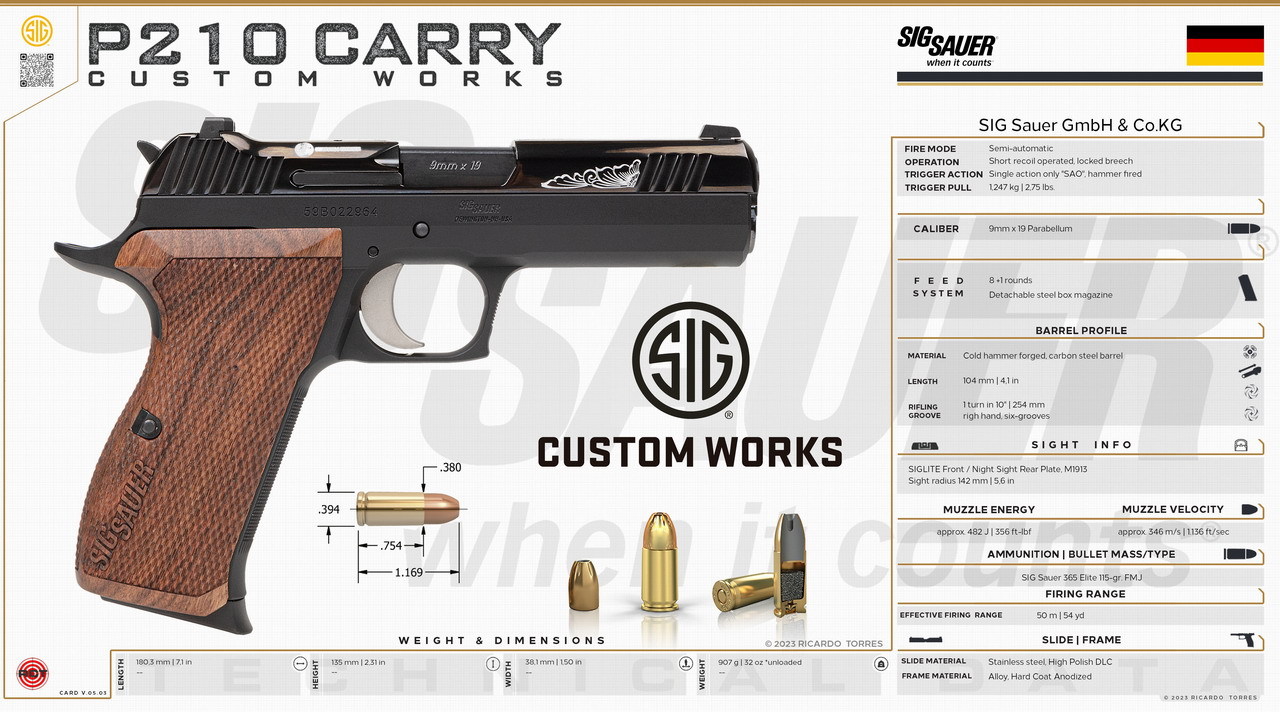 SIG
P210 CARRY
CUSTOM WORKS
SIG SAUER
when it counts
SIG Sauer GmbH & Co.KG
FIRE MODE Semi-automatic
OPERATION Short recoil operated, locked breech
TRIGGER ACTION Single action only "SAO", hammer fired
TRIGGER PULL 1,247 kg | 2,75 lbs.
CALIBER 9mm x 19 Parabellum
FEED SYSTEM 8 +1 rounds
Detachable steel box magazine
BARREL PROFILE
MATERIAL Cold hammer forged, carbon steel barrel
LENGTH 104 mm | 4.1 in
RIFLING GROOVE 1 turn in 10" | 254 mm
righ hand, six-grooves
SIGHT INFO
SIGLITE Front / Night Sight Rear Plate, M1913
Sight radius 142 mm | 5,6 in
MUZZLE ENERGY MUZZLE VELOCITY
approx. 482 J | 356 ft-lbf approx. 346 m/s | 1.136 ft/sec
AMMUNITION | BULLET MASS/TYPE
SIG Sauer 365 Elite 115-gr. FMJ
FIRING RANGE
EFFECTIVE FIRING RANGE 50 m | 54 yd
SLIDE | FRAME
SLIDE MATERIAL Stainless steel, High Polish DLC
FRAME MATERIAL Alloy, Hard Coat Anodized
© 2023 RICARDO TORRES
9mm x 19
59B022964
SIG SAUER
SIG SAUER
SIG ®
CUSTOM WORKS
.380
.394
.754
1.169
SIG SAUER ®
when it counts ®
WEIGHT & DIMENSIONS
© 2023 RICARDO TORRES
LENGTH 180.3 mm | 7.1 in
--
HEIGHT 135 mm | 2.31 in
--
WIDTH 38.1 mm | 1.50 in
--
WEIGHT 907 g | 32 oz *unloaded
--
TECHNICAL DATA
RDT
CARD V.05.03